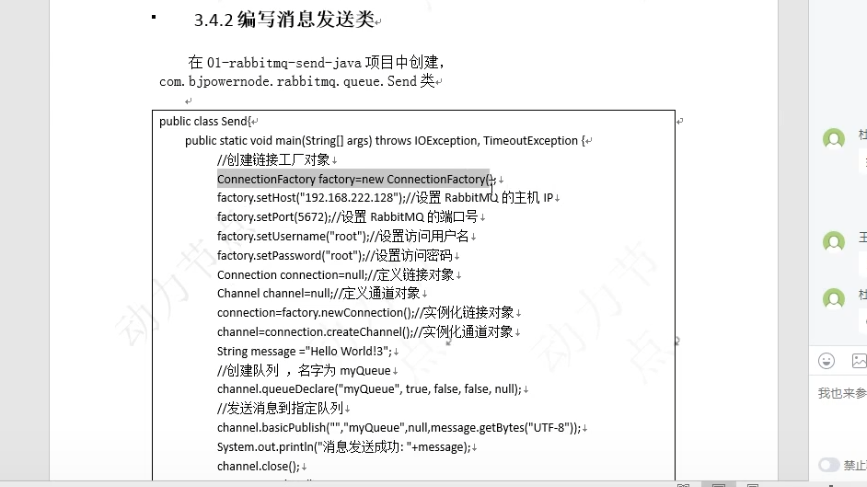 3.4.2 编写消息发送类
在 01-rabbitmq-send-java 项目中创建，
com.bjpowernode.rabbitmq.queue.Send 类
public class Send{
public static void main(String[] args) throws IOException, TimeoutException {
//创建链接工厂对象
ConnectionFactory factory=new ConnectionFactory();
factory.setHost("192.168.222.128");//设置 RabbitMQ 的主机 IP
factory.setPort(5672);//设置 RabbitMQ 的端口号
factory.setUsername("root");//设置访问用户名
factory.setPassword("root");//设置访问密码
Connection connection=null;//定义链接对象
Channel channel=null;//定义通道对象
connection=factory.newConnection();//实例化链接对象
channel=connection.createChannel();//实例化通道对象
String message ="Hello World!3";
//创建队列 ，名字为 myQueue
channel.queueDeclare("myQueue", true, false, false, null);
//发送消息到指定队列
channel.basicPublish("","myQueue",null,message.getBytes("UTF-8"));
System.out.println("消息发送成功: "+message);
channel.close();
动力节点
动力节点
杜
王
杜
我也来参
禁止